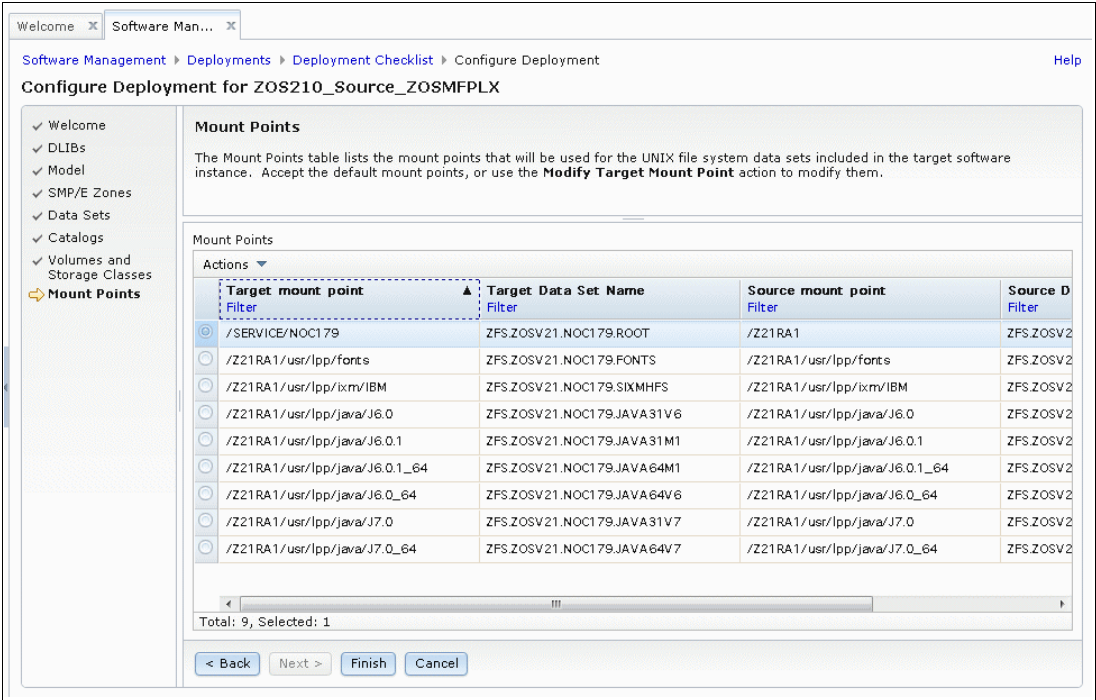 Welcome X Software Man... X
Software Management Deployments Deployment Checklist Configure Deployment Help
Configure Deployment for ZOS210_Source_ZOSMFPLX
Welcome
DLIBs
Model
SMP/E Zones
Data Sets
Catalogs
Volumes and
Storage Classes
Mount Points
Mount Points
The Mount Points table lists the mount points that will be used for the UNIX file system data sets included in the target software
instance. Accept the default mount points, or use the Modify Target Mount Point action to modify them.
Mount Points
Actions
Target mount point Target Data Set Name Source mount point Source D
Filter Filter Filter Filter
/SERVICE/NOC179 ZFS.ZOSV21.NOC179.ROOT /Z21RA1 ZFS.ZOSV2
/Z21RA1/usr/lpp/fonts ZFS.ZOSV21.NOC179.FONTS /Z21RA1/usr/lpp/fonts ZFS.ZOSV2
/Z21RA1/usr/lpp/ixm/IBM ZFS.ZOSV21.NOC179.SIXMHFS /Z21RA1/usr/lpp/ixm/IBM ZFS.ZOSV2
/Z21RA1/usr/lpp/java/J6.0 ZFS.ZOSV21.NOC179.JAVA31V6 /Z21RA1/usr/lpp/java/J6.0 ZFS.ZOSV2
/Z21RA1/usr/lpp/java/J6.0.1 ZFS.ZOSV21.NOC179.JAVA31M1 /Z21RA1/usr/lpp/java/J6.0.1 ZFS.ZOSV2
/Z21RA1/usr/lpp/java/J6.0.1_64 ZFS.ZOSV21.NOC179.JAVA64M1 /Z21RA1/usr/lpp/java/J6.0.1_64 ZFS.ZOSV2
/Z21RA1/usr/lpp/java/J6.0_64 ZFS.ZOSV21.NOC179.JAVA64V6 /Z21RA1/usr/lpp/java/J6.0_64 ZFS.ZOSV2
/Z21RA1/usr/lpp/java/J7.0 ZFS.ZOSV21.NOC179.JAVA31V7 /Z21RA1/usr/lpp/java/J7.0 ZFS.ZOSV2
/Z21RA1/usr/lpp/java/J7.0_64 ZFS.ZOSV21.NOC179.JAVA64V7 /Z21RA1/usr/lpp/java/J7.0_64 ZFS.ZOSV2
Total: 9, Selected: 1
< Back Next > Finish Cancel